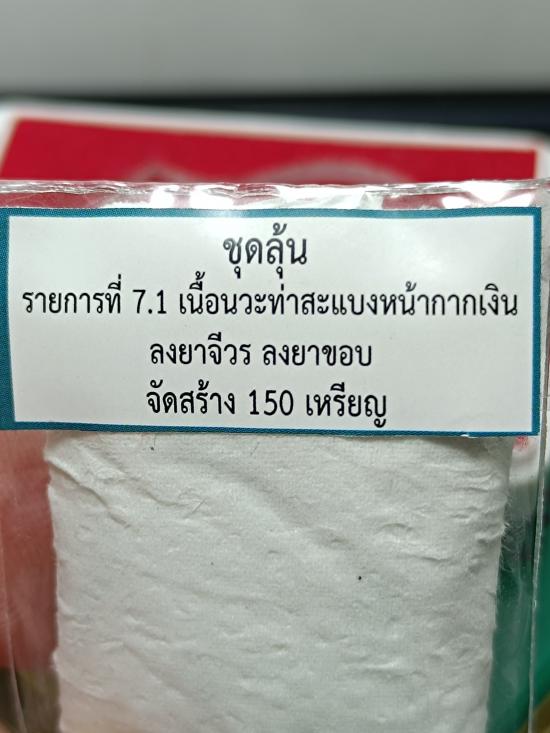 ชุดลุ้น
รายการที่ 7.1 เนื้อนวะท่าสะแบงหน้ากากเงิน
ลงยาจีวร ลงยาขอบ
จัดสร้าง 150 เหรียญ